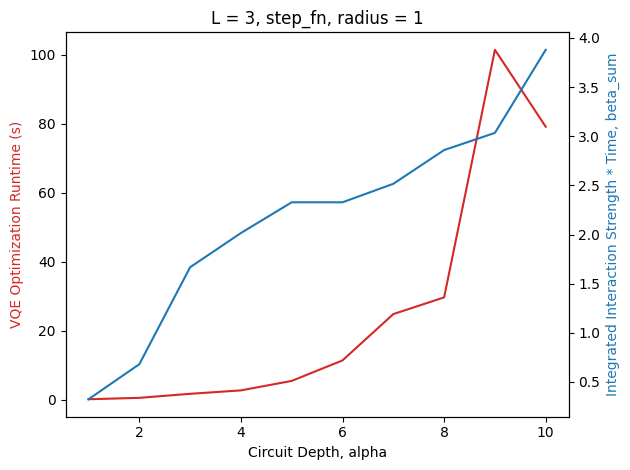 L = 3, step_fn, radius = 1
VQE Optimization Runtime (s)
100
80
60
40
20
0
4.0
3.5
3.0
2.5
2.0
1.5
1.0
0.5
Integrated Interaction Strength * Time, beta_sum
2 4 6 8 10
Circuit Depth, alpha